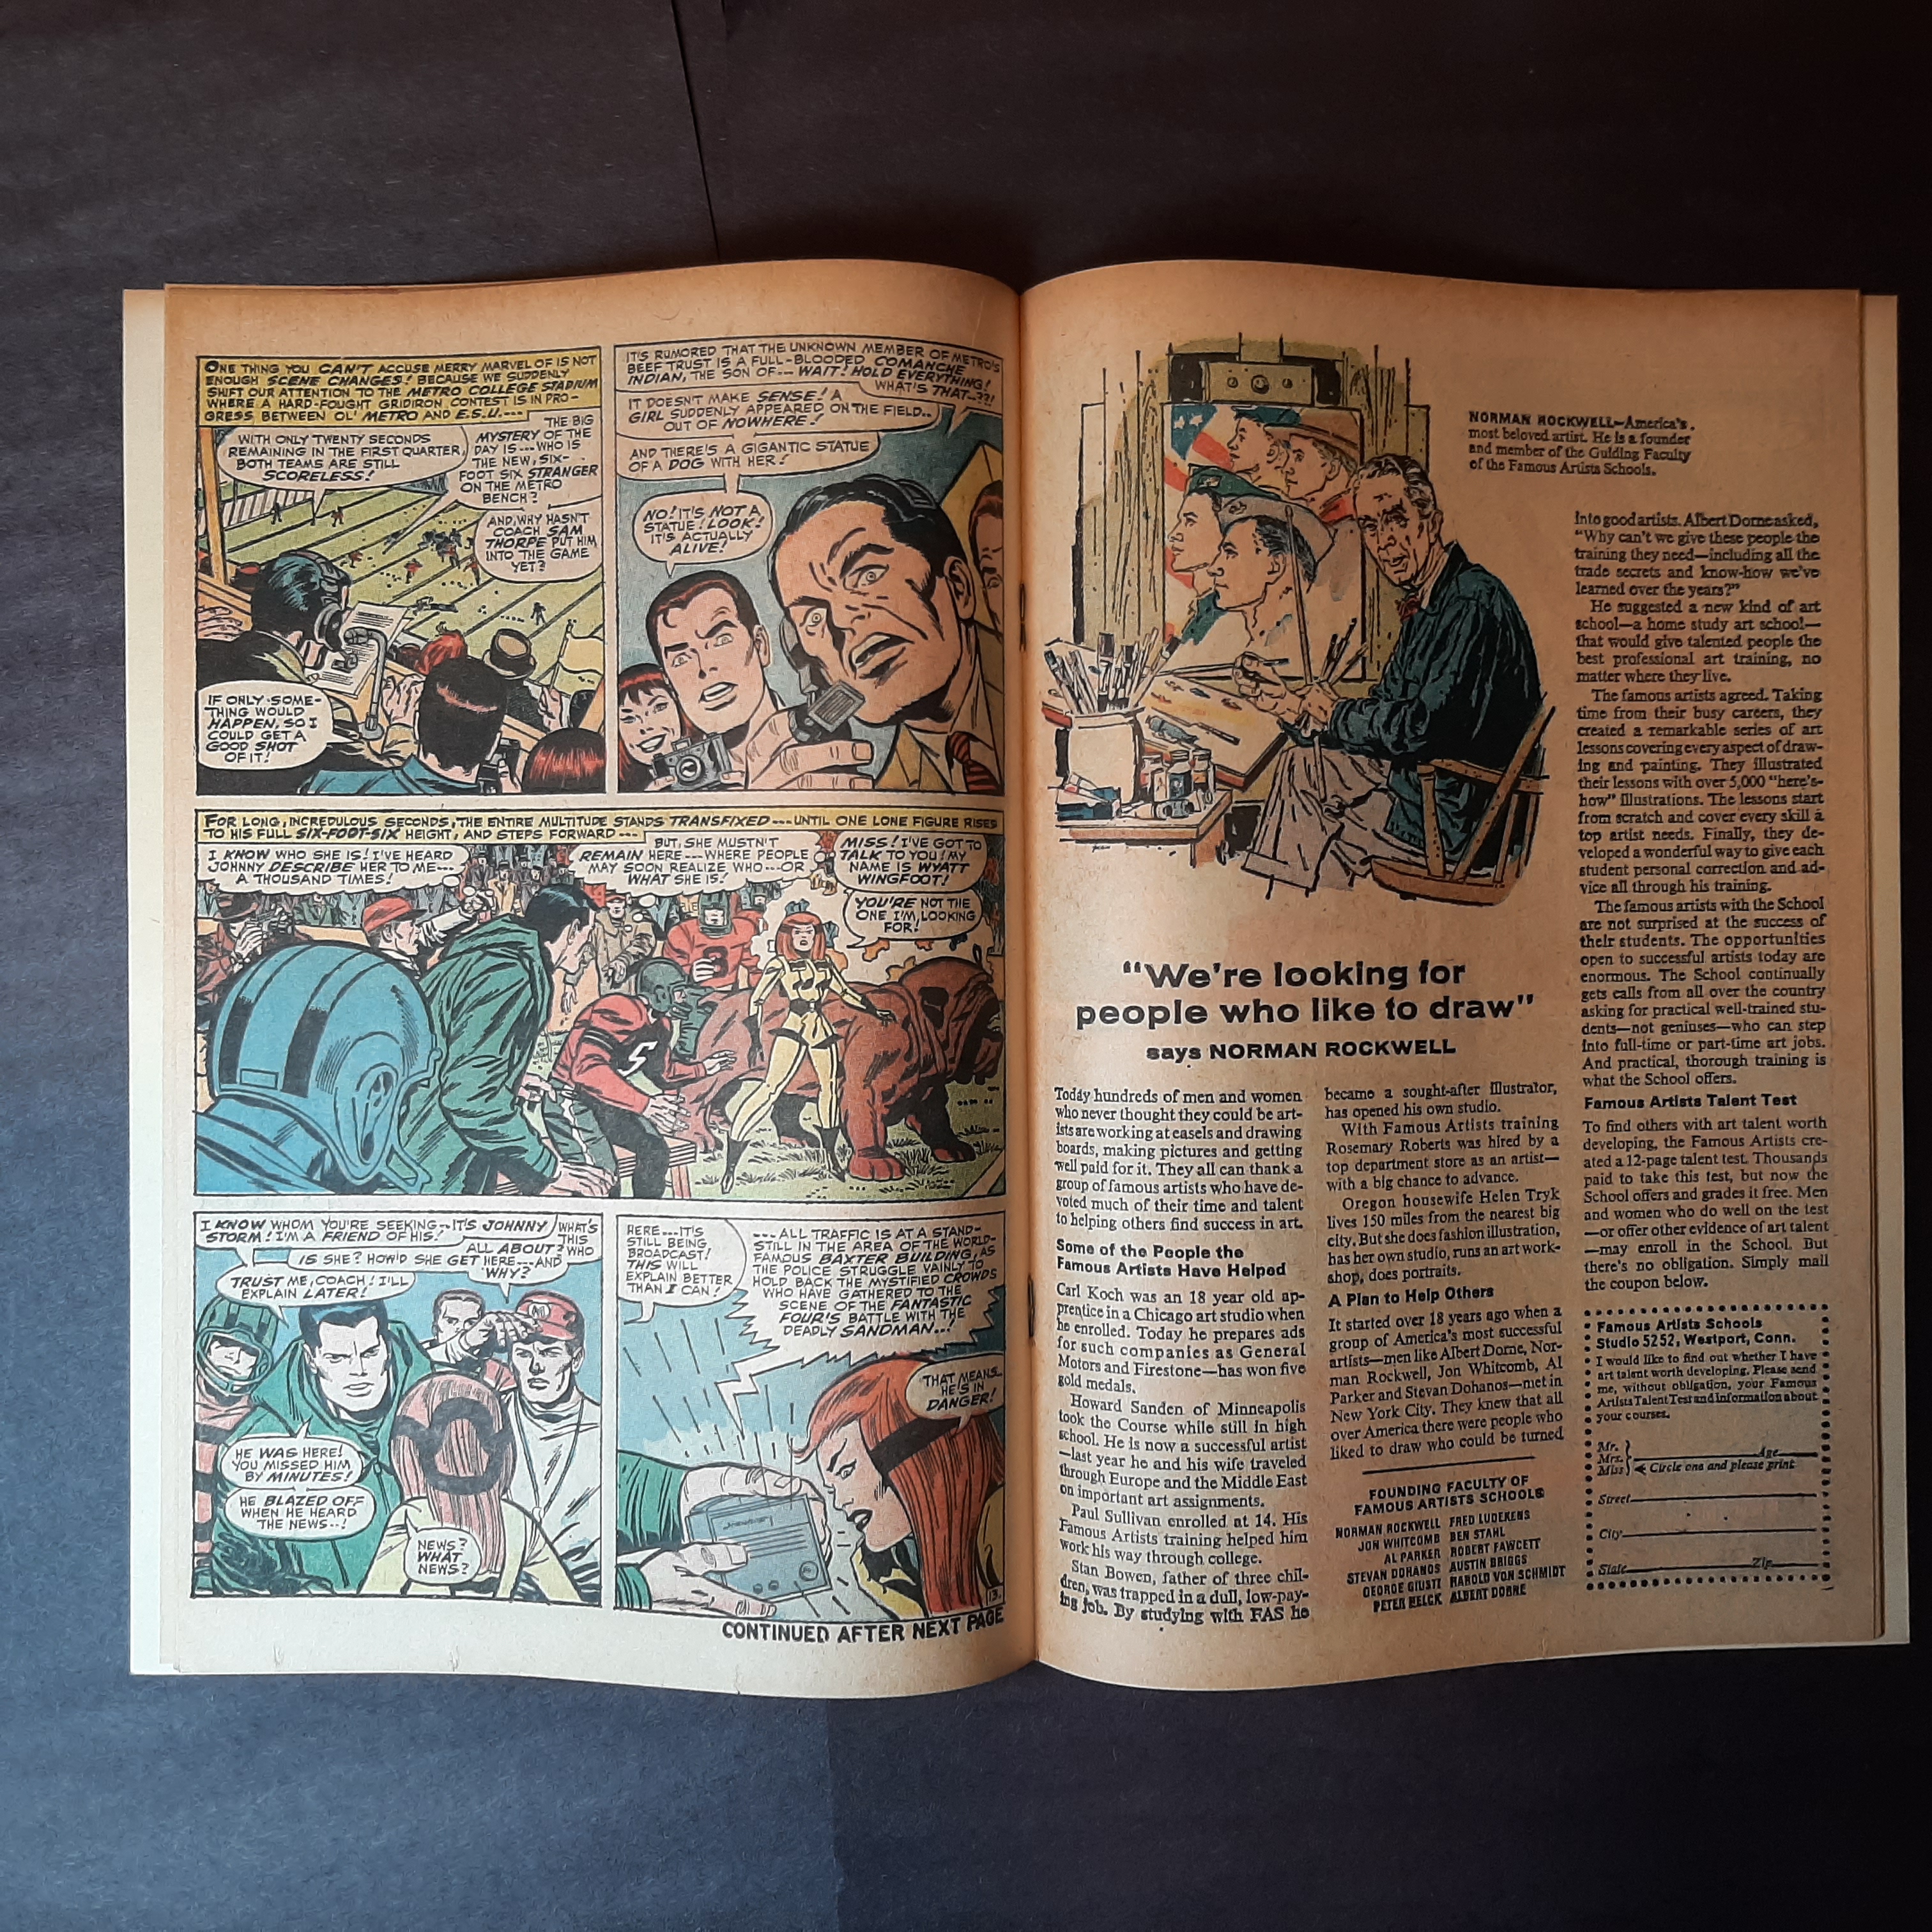 ONE THING YOU CAN'T ACCUSE MERRY MARVEL OF IS NOT
ENOUGH SCENE CHANGES! BECAUSE WE SUDDENLY
SHIFT OUR ATTENTION TO THE METRO COLLEGE STADIUM
WHERE A HARD-FOUGHT GRIDIRON CONTEST IS IN PRO-
GRESS BETWEEN OL' METRO AND E.S.U.---
WITH ONLY TWENTY SECONDS
REMAINING IN THE FIRST QUARTER,
BOTH TEAMS ARE STILL
SCORELESS!
THE BIG
MYSTERY OF THE
DAY IS---WHO IS
THE NEW, SIX-
FOOT SIX STRANGER
ON THE METRO
BENCH?
AND, WHY HASN'T
COACH SAM
THORPE PUT HIM
INTO THE GAME
YET?
IF ONLY SOME-
THING WOULD
HAPPEN, SO I
COULD GET A
GOOD SHOT
OF IT!
IT'S RUMORED THAT THE UNKNOWN MEMBER OF METRO'S
BEEF TRUST IS A FULL-BLOODED COMANCHE
INDIAN, THE SON OF-- WAIT! HOLD EVERYTHING!
WHAT'S THAT..??!
IT DOESN'T MAKE SENSE! A
GIRL SUDDENLY APPEARED ON THE FIELD..
OUT OF NOWHERE!
AND THERE'S A GIGANTIC STATUE
OF A DOG WITH HER!
NO! IT'S NOT A
STATUE! LOOK!
IT'S ACTUALLY
ALIVE!
FOR LONG, INCREDULOUS SECONDS, THE ENTIRE MULTITUDE STANDS TRANSFIXED---UNTIL ONE LONE FIGURE RISES
TO HIS FULL SIX-FOOT-SIX HEIGHT, AND STEPS FORWARD---
I KNOW WHO SHE IS! I'VE HEARD
JOHNNY DESCRIBE HER TO ME---
A THOUSAND TIMES!
BUT, SHE MUSTN'T
REMAIN HERE---WHERE PEOPLE
MAY SOON REALIZE WHO---OR
WHAT SHE IS!
MISS! I'VE GOT TO
TALK TO YOU! MY
NAME IS WYATT
WINGFOOT!
YOU'RE NOT THE
ONE I'M LOOKING
FOR!
3
5
I KNOW WHOM YOU'RE SEEKING--IT'S JOHNNY
STORM! I'M A FRIEND OF HIS!
WHAT'S
THIS
ALL ABOUT? WHO
IS SHE? HOW'D SHE GET HERE---AND
WHY?
TRUST ME, COACH! I'LL
EXPLAIN LATER!
M
HE WAS HERE!
YOU MISSED HIM
BY MINUTES!
HE BLAZED OFF
WHEN HE HEARD
THE NEWS--!
NEWS?
WHAT
NEWS?
HERE---IT'S
STILL BEING
BROADCAST!
THIS WILL
EXPLAIN BETTER
THAN I CAN!
---ALL TRAFFIC IS AT A STAND-
STILL IN THE AREA OF THE WORLD-
FAMOUS BAXTER BUILDING, AS
THE POLICE STRUGGLE VAINLY TO
HOLD BACK THE MYSTIFIED CROWDS
WHO HAVE GATHERED TO THE
SCENE OF THE FANTASTIC
FOUR'S BATTLE WITH THE
DEADLY SANDMAN---!
THAT MEANS..
HE'S IN
DANGER!
13.
CONTINUED AFTER NEXT PAGE
NORMAN ROCKWELL—America's
most beloved artist. He is a founder
and member of the Guiding Faculty
of the Famous Artists Schools.
"We're looking for
people who like to draw"
says NORMAN ROCKWELL
Today hundreds of men and women
who never thought they could be art-
ists are working at easels and drawing
boards, making pictures and getting
well paid for it. They all can thank a
group of famous artists who have de-
voted much of their time and talent
to helping others find success in art.
Some of the People the
Famous Artists Have Helped
Carl Koch was an 18 year old ap-
prentice in a Chicago art studio when
he enrolled. Today he prepares ads
for such companies as General
Motors and Firestone—has won five
gold medals.
Howard Sanden of Minneapolis
took the Course while still in high
school. He is now a successful artist
—last year he and his wife traveled
through Europe and the Middle East
on important art assignments.
Paul Sullivan enrolled at 14. His
Famous Artists training helped him
work his way through college.
Stan Bowen, father of three chil-
dren, was trapped in a dull, low-pay-
ing job. By studying with FAS he
became a sought-after illustrator,
has opened his own studio.
With Famous Artists training
Rosemary Roberts was hired by a
top department store as an artist—
with a big chance to advance.
Oregon housewife Helen Tryk
lives 150 miles from the nearest big
city. But she does fashion illustration,
has her own studio, runs an art work-
shop, does portraits.
A Plan to Help Others
It started over 18 years ago when a
group of America's most successful
artists—men like Albert Dorne, Nor-
man Rockwell, Jon Whitcomb, Al
Parker and Stevan Dohanos—met in
New York City. They knew that all
over America there were people who
liked to draw who could be turned
FOUNDING FACULTY OF
FAMOUS ARTISTS SCHOOLS
NORMAN ROCKWELL FRED LUDEKENS
JON WHITCOMB BEN STAHL
AL PARKER ROBERT FAWCETT
STEVAN DOHANOS AUSTIN BRIGGS
GEORGE GIUSTI HAROLD VON SCHMIDT
PETER HELCK ALBERT DORNE
into good artists. Albert Dorne asked,
"Why can't we give these people the
training they need—including all the
trade secrets and know-how we've
learned over the years?"
He suggested a new kind of art
school—a home study art school—
that would give talented people the
best professional art training, no
matter where they live.
The famous artists agreed. Taking
time from their busy careers, they
created a remarkable series of art
lessons covering every aspect of draw-
ing and painting. They illustrated
their lessons with over 5,000 "here's-
how" illustrations. The lessons start
from scratch and cover every skill a
top artist needs. Finally, they de-
veloped a wonderful way to give each
student personal correction and ad-
vice all through his training.
The famous artists with the School
are not surprised at the success of
their students. The opportunities
open to successful artists today are
enormous. The School continually
gets calls from all over the country
asking for practical well-trained stu-
dents—not geniuses—who can step
into full-time or part-time art jobs.
And practical, thorough training is
what the School offers.
Famous Artists Talent Test
To find others with art talent worth
developing, the Famous Artists cre-
ated a 12-page talent test. Thousands
paid to take this test, but now the
School offers and grades it free. Men
and women who do well on the test
—or offer other evidence of art talent
—may enroll in the School. But
there's no obligation. Simply mail
the coupon below.
Famous Artists Schools
Studio 5252, Westport, Conn.
I would like to find out whether I have
art talent worth developing. Please send
me, without obligation, your Famous
Artists Talent Test and information about
your courses.
Mr.
Mrs. Age
Miss Circle one and please print
Street
City
State Zip